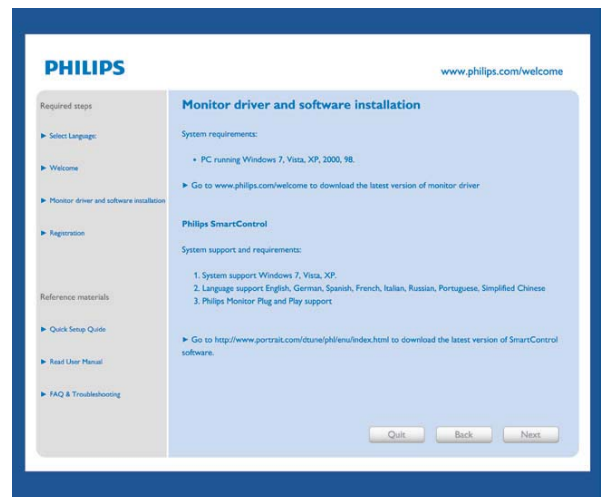 PHILIPS
www.philips.com/welcome
Required steps
► Select Language:
► Welcome
► Monitor driver and software installation
► Registration
Reference materials
► Quick Setup Quide
► Read User Manual
► FAQ & Troubleshooting
Monitor driver and software installation
System requirements:
• PC running Windows 7, Vista, XP, 2000, 98.
► Go to www.philips.com/welcome to download the latest version of monitor driver
Philips SmartControl
System support and requirements:
1. System support Windows 7, Vista, XP.
2. Language support English, German, Spanish, French, Italian, Russian, Portuguese, Simplified Chinese
3. Philips Monitor Plug and Play support
► Go to http://www.portrait.com/dtune/phl/enu/index.html to download the latest version of SmartControl
software.
Quit
Back
Next